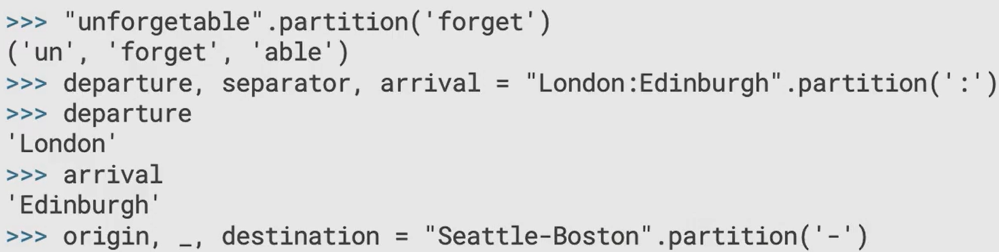 >>> "unforgetable".partition('forget')
('un', 'forget', 'able')
>>> departure, separator, arrival = "London:Edinburgh".partition(':')
>>> departure
'London'
>>> arrival
'Edinburgh'
>>> origin, _, destination = "Seattle-Boston".partition('-')